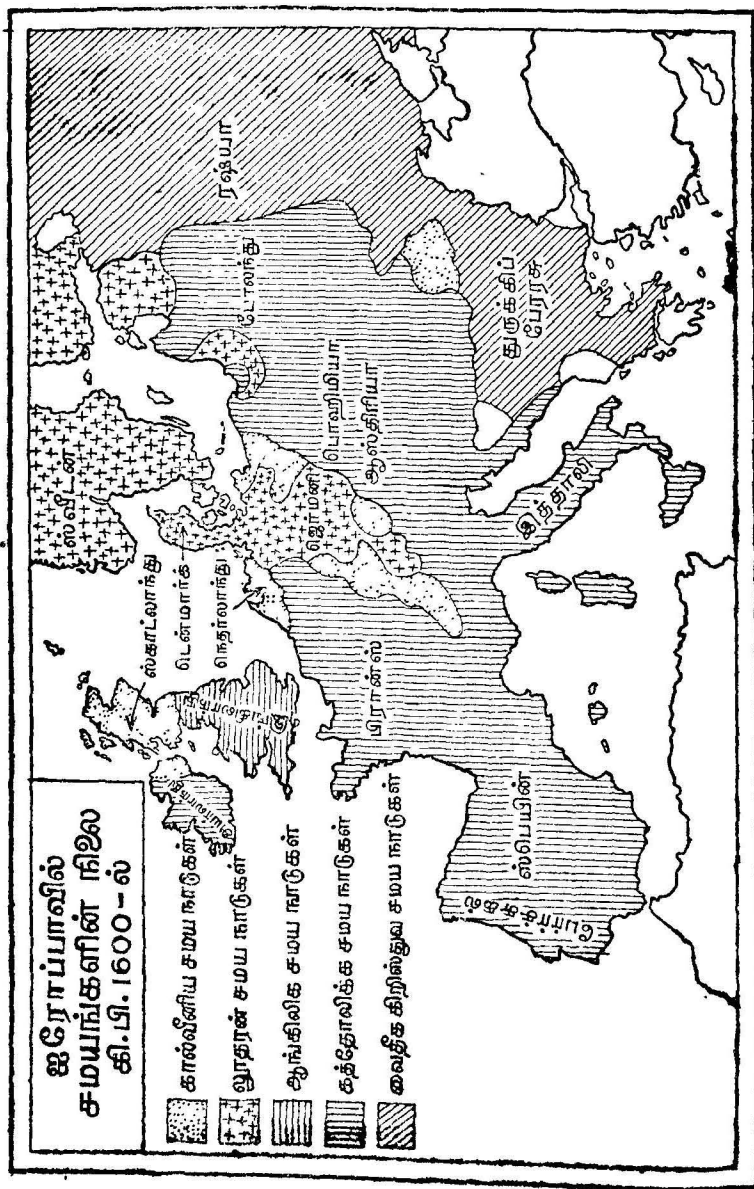 ஐரோப்பாவில்
சமயங்களின் நிலை
கி.பி.1600-ல்
கால்வீனிய சமய நாடுகள்
லூதரன் சமய நாடுகள்
ஆங்கிலிக சமய நாடுகள்
கத்தோலிக்க சமய நாடுகள்
வைதீக கிறிஸ்துவ சமய நாடுகள்
ஸ்காட்லாந்து
டென்மார்க்
நெதர்லாந்து
ஸ்வீடன்
ரஷ்யா
போலந்து
ஜெர்மனி
பொஹிமியா
ஆஸ்திரியா
துருக்கிப்
பேரரசு
பிரான்ஸ்
இத்தாலி
ஸ்பெயின்
போர்ச்சுகல்